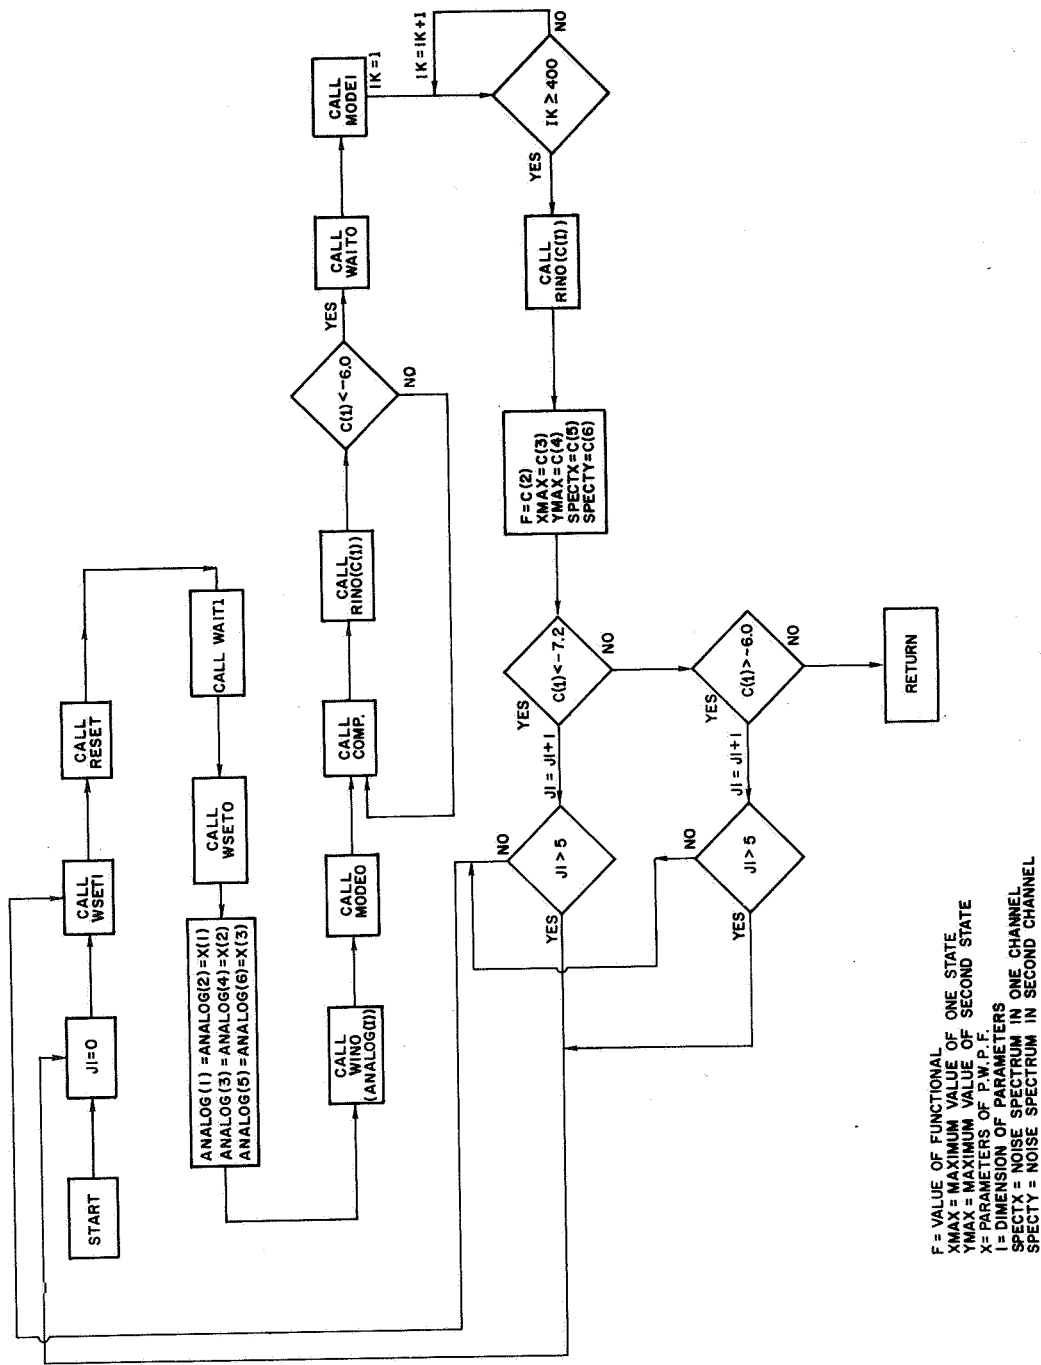 START
JI=0
CALL
WSET1
CALL
RESET
CALL WAIT1
CALL
WSETO
ANALOG(1)=ANALOG(2)=X(1)
ANALOG(3)=ANALOG(4)=X(2)
ANALOG(5)=ANALOG(6)=X(3)
CALL
WINO
(ANALOG(I))
CALL
MODEO
CALL
COMP.
CALL
RINO(C(1))
C(1)<-6.0
YES
NO
CALL
WAITO
CALL
MODE1
IK=1
IK=IK+1
IK≥400
NO
YES
CALL
RINO(C(I))
F=C(2)
XMAX=C(3)
YMAX=C(4)
SPECTX=C(5)
SPECTY=C(6)
C(1)<-7.2
YES
NO
JI=JI+1
JI>5
NO
YES
C(1)>-6.0
YES
NO
JI=JI+1
JI>5
NO
YES
RETURN
F=VALUE OF FUNCTIONAL
XMAX=MAXIMUM VALUE OF ONE STATE
YMAX=MAXIMUM VALUE OF SECOND STATE
X=PARAMETERS OF P.W.P.F.
I=DIMENSION OF PARAMETERS
SPECTX=NOISE SPECTRUM IN ONE CHANNEL
SPECTY=NOISE SPECTRUM IN SECOND CHANNEL